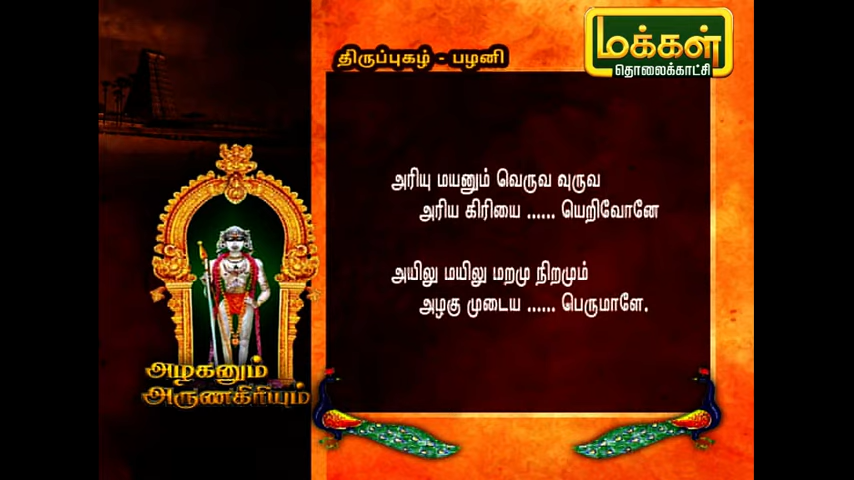 மக்கள்
தொலைக்காட்சி
திருப்புகழ் - பழனி
அரியு மயனும் வெருவ வுருவ
அரிய கிரியை ...... யெறிவோனே
அயிலு மயிலு மறமு நிறமும்
அழகு முடைய ...... பெருமாளே.
அழகனும்
அருணகிரியும்